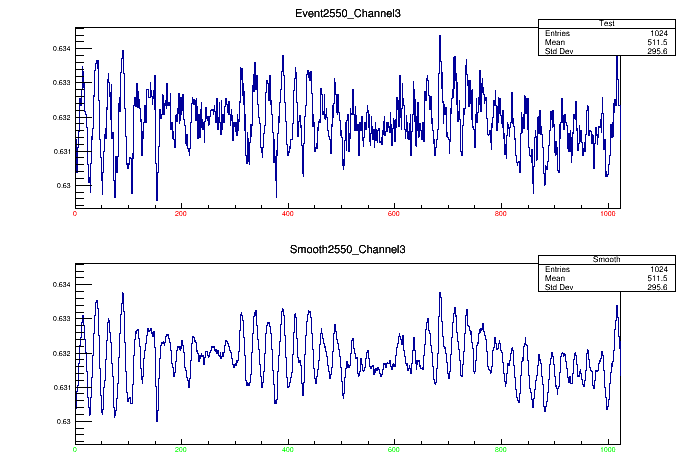 Event2550_Channel3
Test
Entries 1024
Mean 511.5
Std Dev 295.6
0.634
0.633
0.632
0.631
0.63
0 200 400 600 800 1000
Smooth2550_Channel3
Smooth
Entries 1024
Mean 511.5
Std Dev 295.6
0.634
0.633
0.632
0.631
0.63
0 200 400 600 800 1000